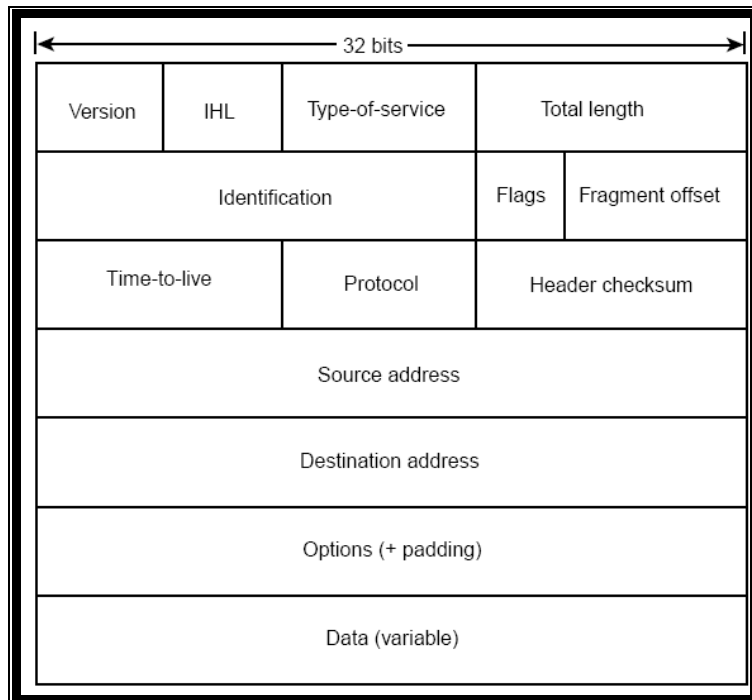 32 bits
Version IHL Type-of-service Total length
Identification Flags Fragment offset
Time-to-live Protocol Header checksum
Source address
Destination address
Options (+ padding)
Data (variable)